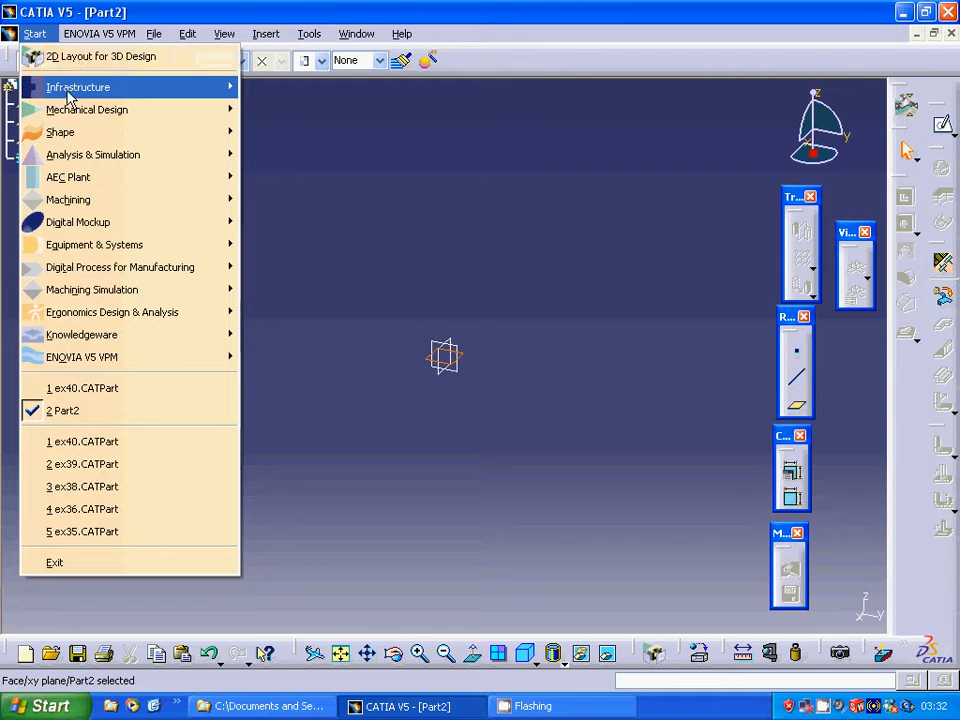 CATIA V5 - [Part2]
Start ENOVIA V5 VPM File Edit View Insert Tools Window Help
None
2D Layout for 3D Design
Infrastructure
Mechanical Design
Shape
Analysis & Simulation
AEC Plant
Machining
Digital Mockup
Equipment & Systems
Digital Process for Manufacturing
Machining Simulation
Ergonomics Design & Analysis
Knowledgeware
ENOVIA V5 VPM
1 ex40.CATPart
2 Part2
1 ex40.CATPart
2 ex39.CATPart
3 ex38.CATPart
4 ex36.CATPart
5 ex35.CATPart
Exit
z
y
x
Tr...
Vi...
R...
C...
M...
z
x y
CATIA
Face/xy plane/Part2 selected
Start C:\Documents and Se... CATIA V5 - [Part2] Flashing 03:32